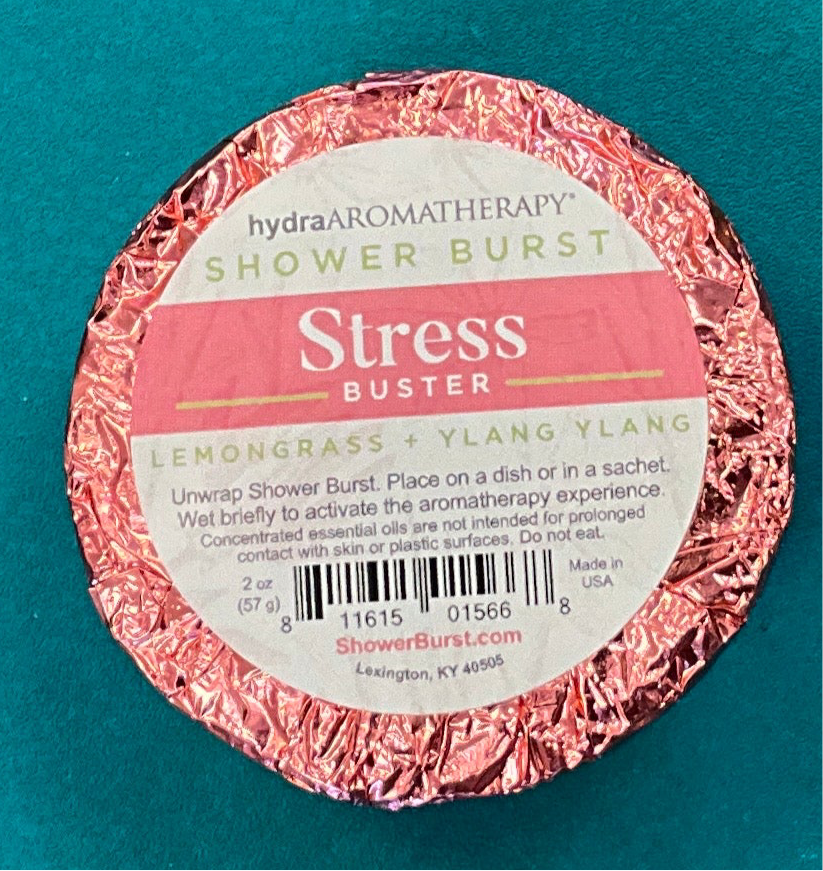 hydraAROMATHERAPY®
SHOWER BURST
Stress
BUSTER
LEMONGRASS + YLANG YLANG
Unwrap Shower Burst. Place on a dish or in a sachet.
Wet briefly to activate the aromatherapy experience.
Concentrated essential oils are not intended for prolonged
contact with skin or plastic surfaces. Do not eat.
2 oz
(57 g)
Made in
USA
8 11615 01566 8
ShowerBurst.com
Lexington, KY 40505